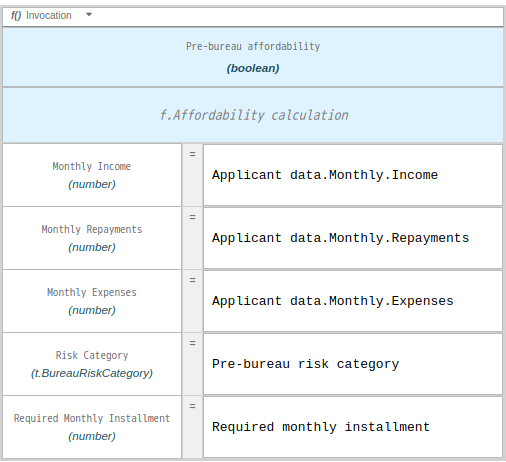 f() Invocation
Pre-bureau affordability
(boolean)
f.Affordability calculation
Monthly Income
(number)
=
Applicant data.Monthly.Income
Monthly Repayments
(number)
=
Applicant data.Monthly.Repayments
Monthly Expenses
(number)
=
Applicant data.Monthly.Expenses
Risk Category
(t.BureauRiskCategory)
=
Pre-bureau risk category
Required Monthly Installment
(number)
=
Required monthly installment